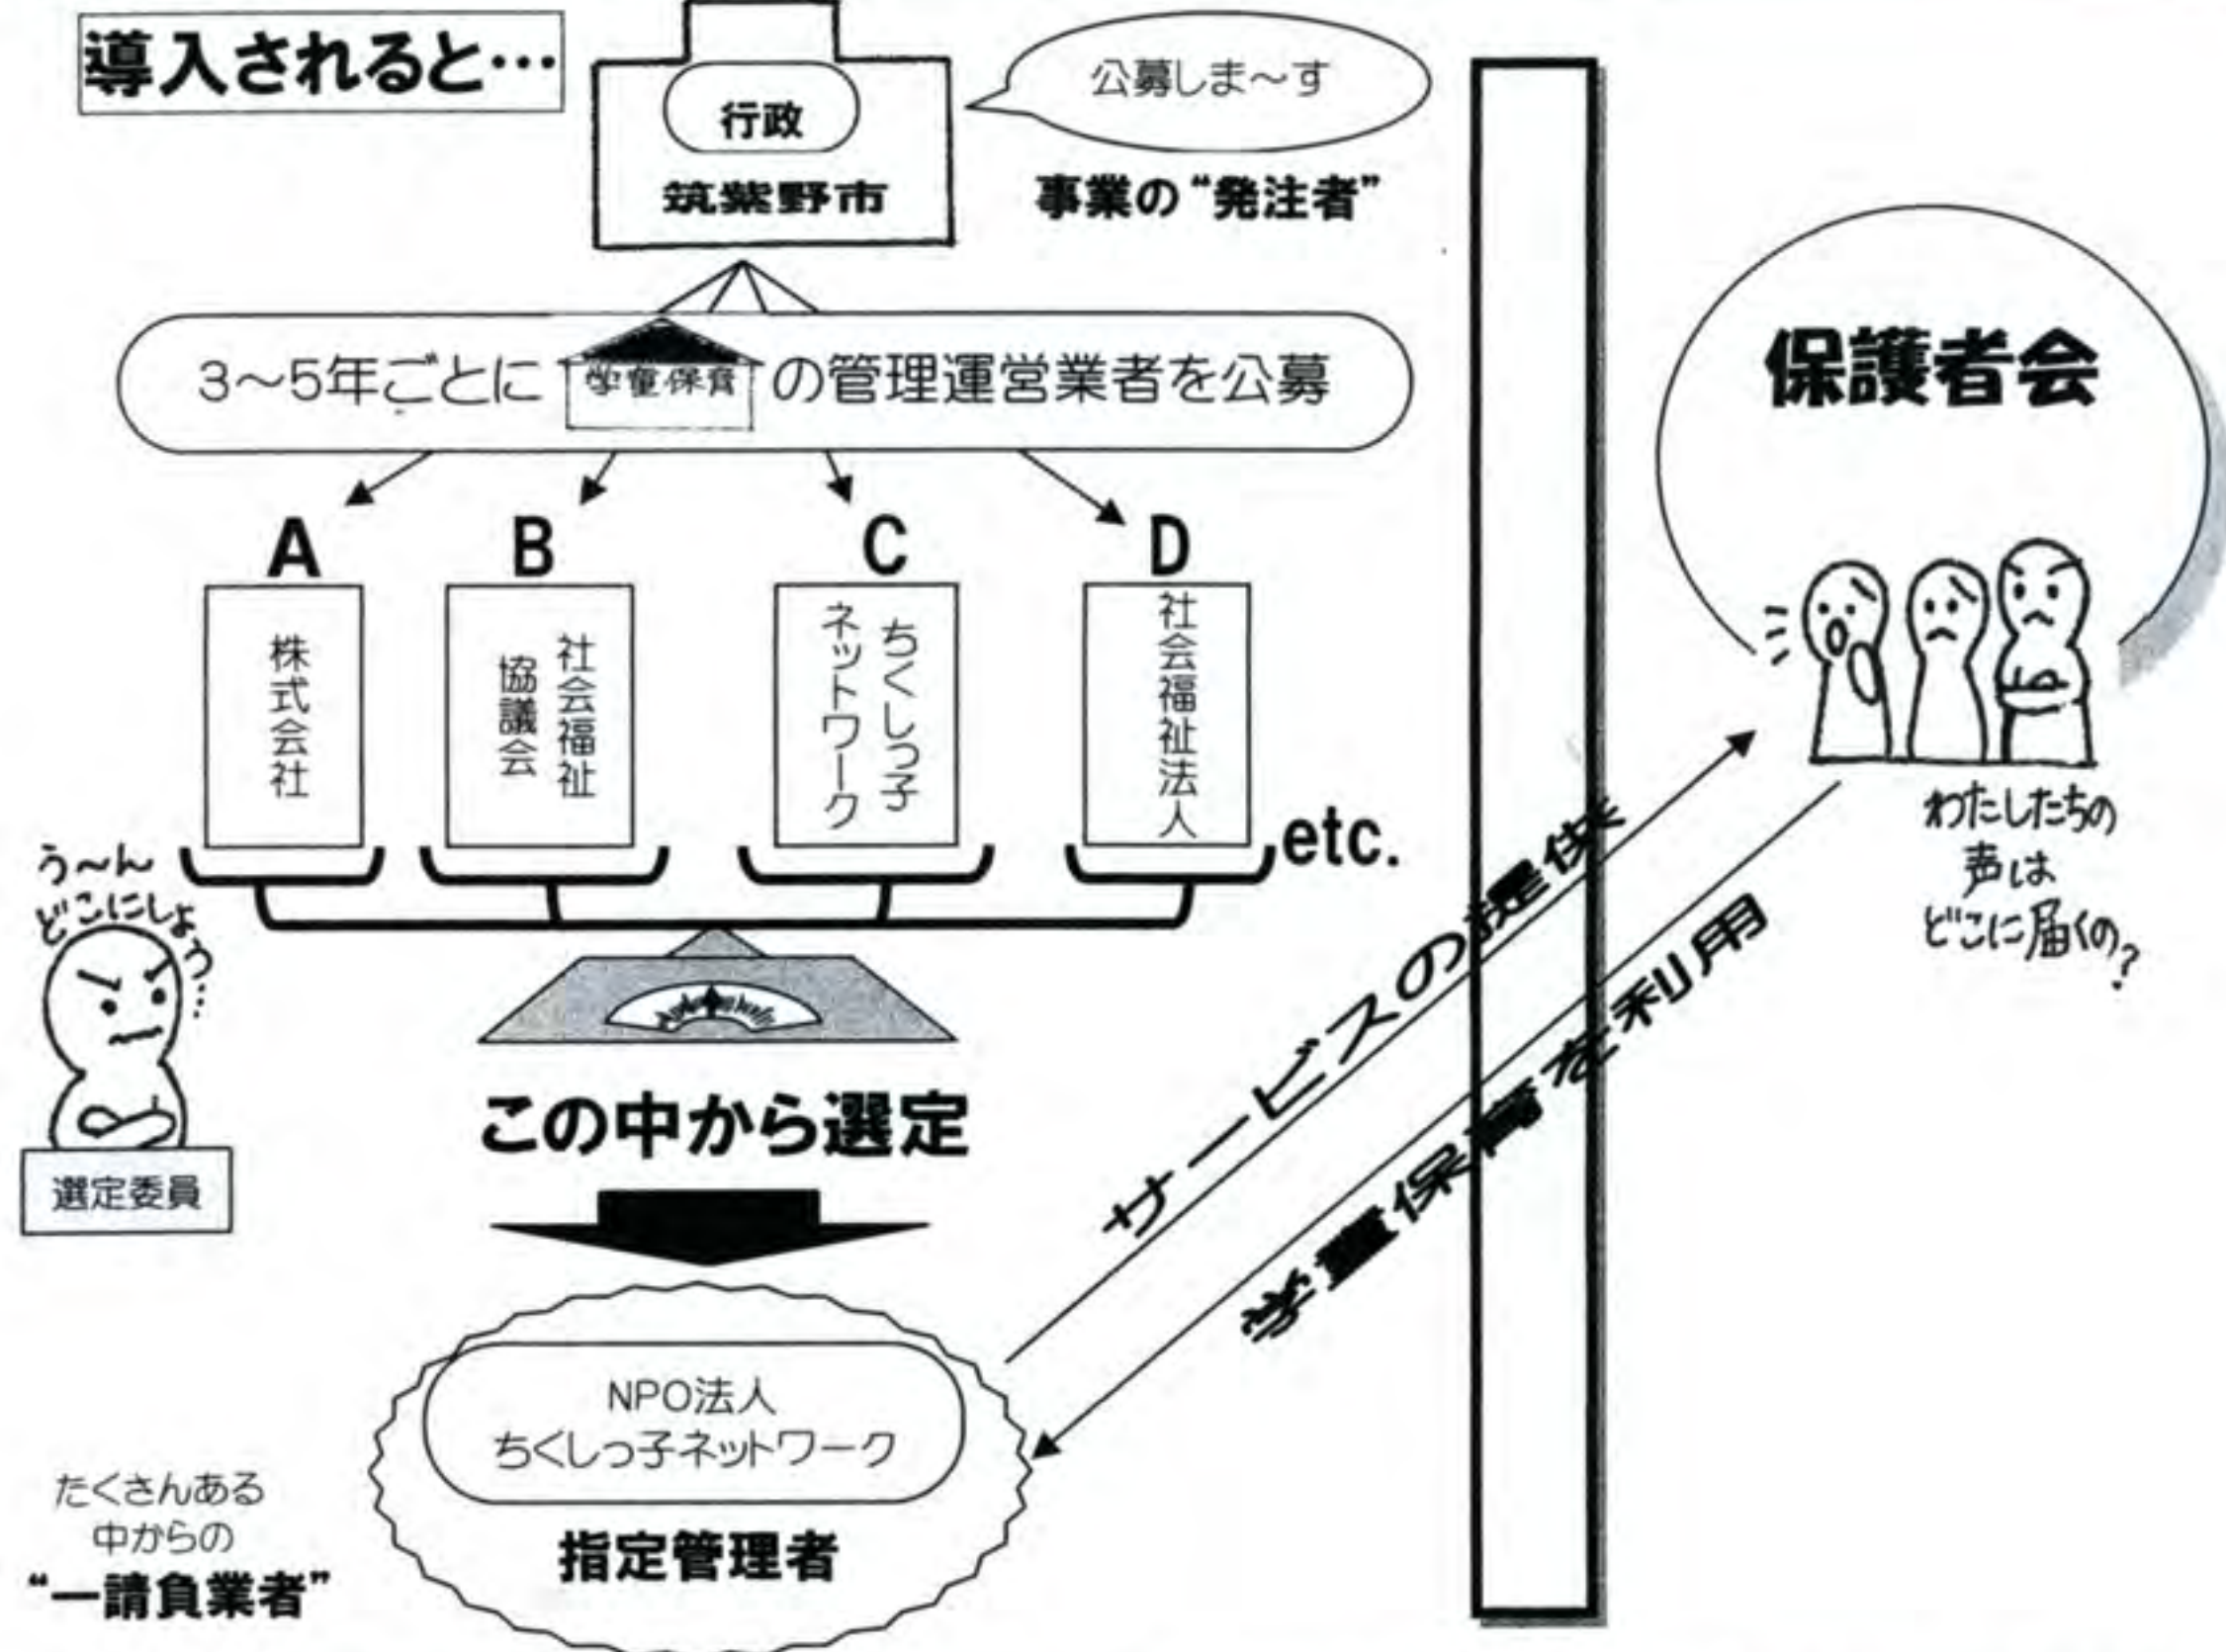 導入されると…
行政
筑紫野市
公募しま～す
事業の“発注者”
3～5年ごとに
学童保育
の管理運営業者を公募
A
B
C
D
株式会社
社会福祉
協議会
ちくしっ子
ネットワーク
社会福祉法人
etc.
う～ん
どこにしよう…
選定委員
この中から選定
NPO法人
ちくしっ子ネットワーク
指定管理者
たくさんある
中からの
“一請負業者”
サービスの提供
学童保育を利用
保護者会
わたしたちの
声は
どこに届くの?